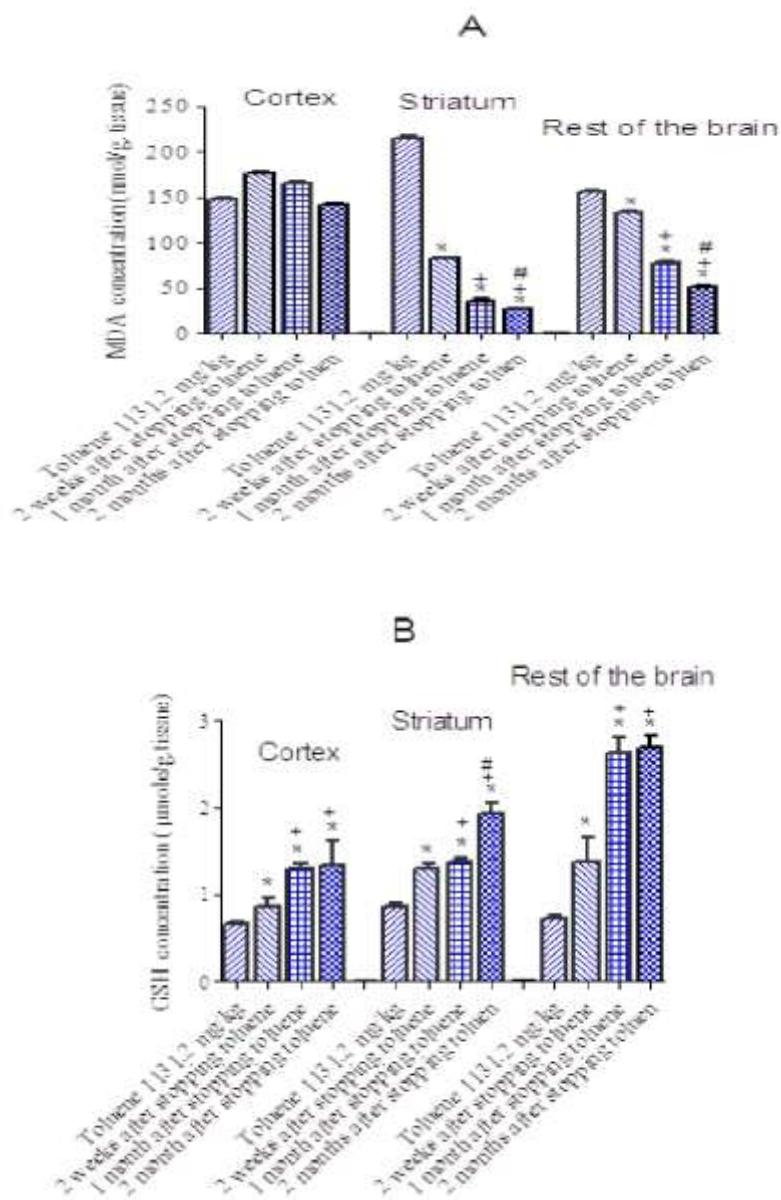 A
Cortex
Striatum
Rest of the brain
MDA concentration (nmol/g tissue)
250
200
150
100
50
0
*
*+
*+#
*
*+
*+#
Toluene 1131.2 mg/kg
2 weeks after stopping toluene
1 month after stopping toluene
2 months after stopping toluen
Toluene 1131.2 mg/kg
2 weeks after stopping toluene
1 month after stopping toluene
2 months after stopping toluen
Toluene 1131.2 mg/kg
2 weeks after stopping toluene
1 month after stopping toluene
2 months after stopping toluen
B
Rest of the brain
Striatum
Cortex
GSH concentration ( µmole/g tissue)
3
2
1
0
*
*+
*+
*
*+
*+#
*
*+
*+
Toluene 1131.2 mg/kg
2 weeks after stopping toluene
1 month after stopping toluene
2 month after stopping toluene
Toluene 1131.2 mg/kg
2 weeks after stopping toluene
1 month after stopping toluene
2 months after stopping toluen
Toluene 1131.2 mg/kg
2 weeks after stopping toluene
1 month after stopping toluene
2 months after stopping toluen